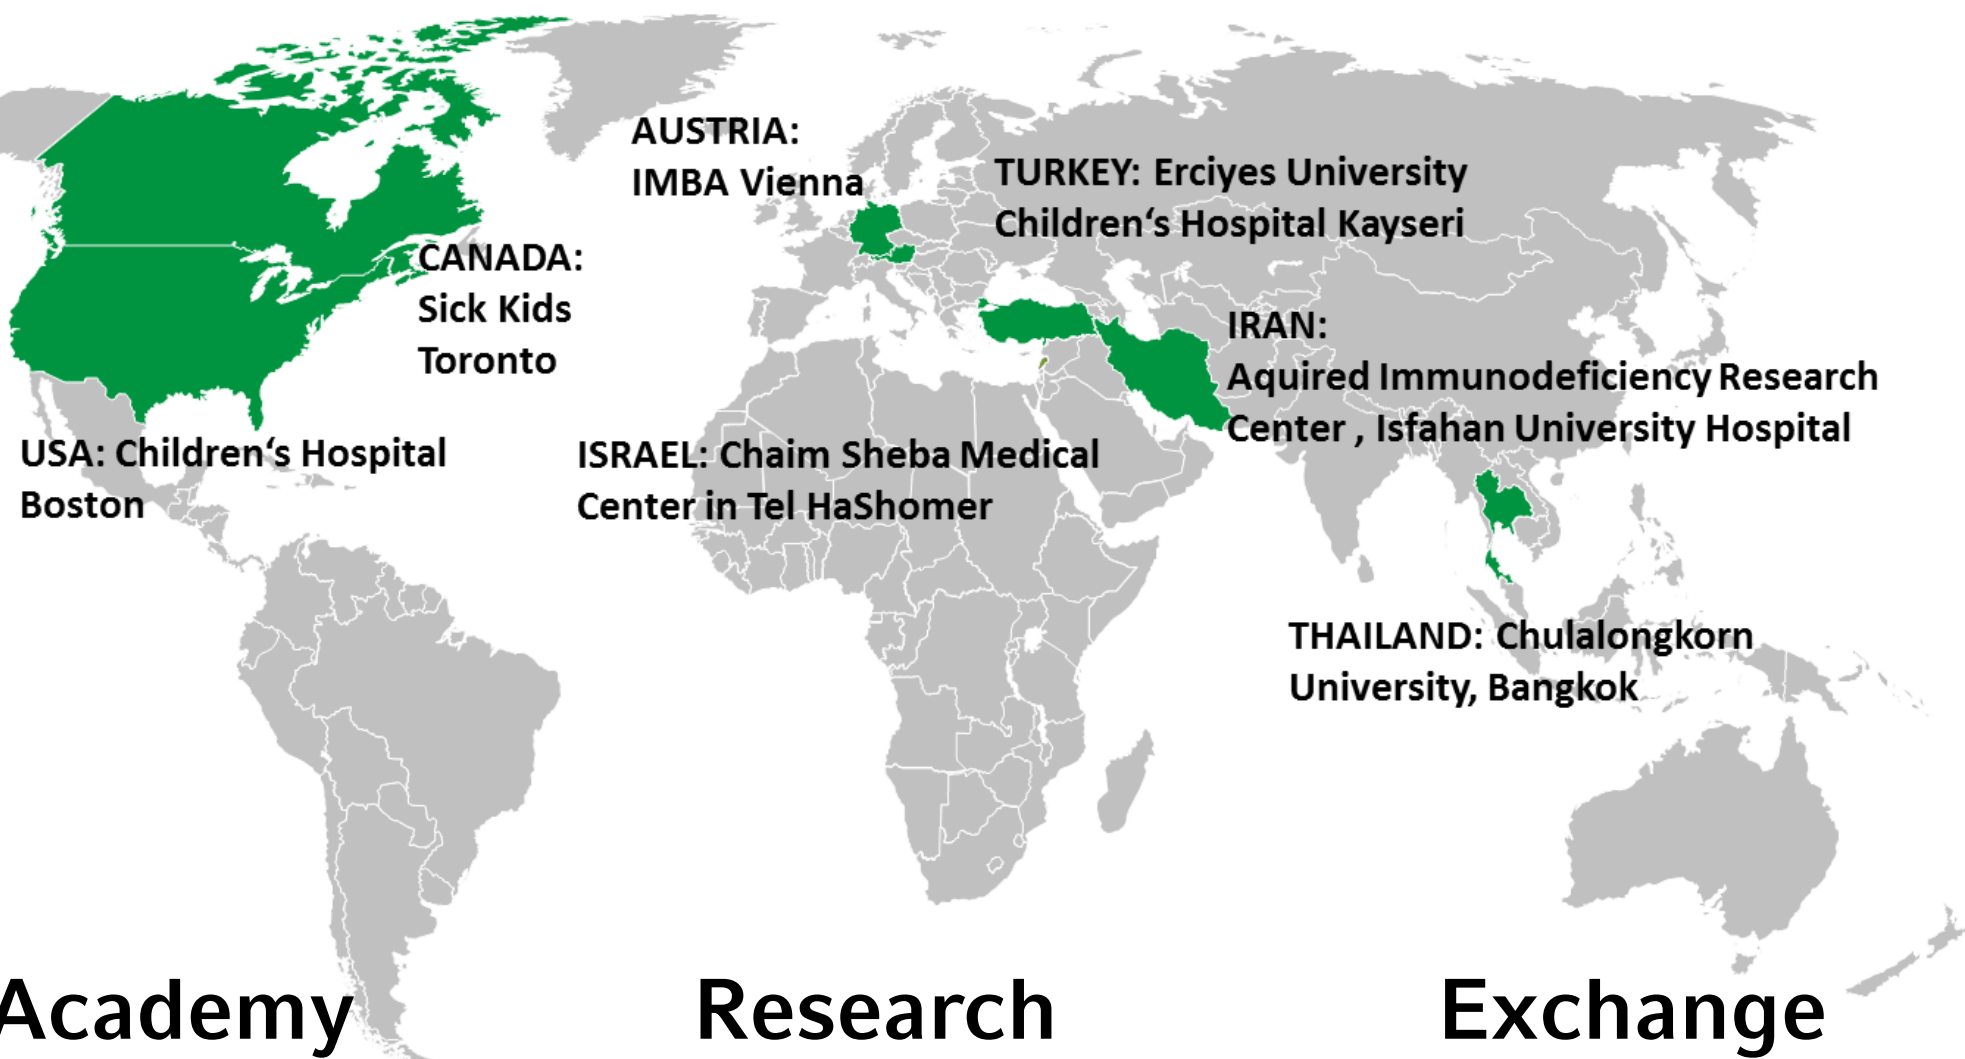 AUSTRIA:
IMBA Vienna
TURKEY: Erciyes University
Children‘s Hospital Kayseri
CANADA:
Sick Kids
Toronto
IRAN:
Aquired Immunodeficiency Research
Center , Isfahan University Hospital
USA: Children‘s Hospital
Boston
ISRAEL: Chaim Sheba Medical
Center in Tel HaShomer
THAILAND: Chulalongkorn
University, Bangkok
Academy
Research
Exchange